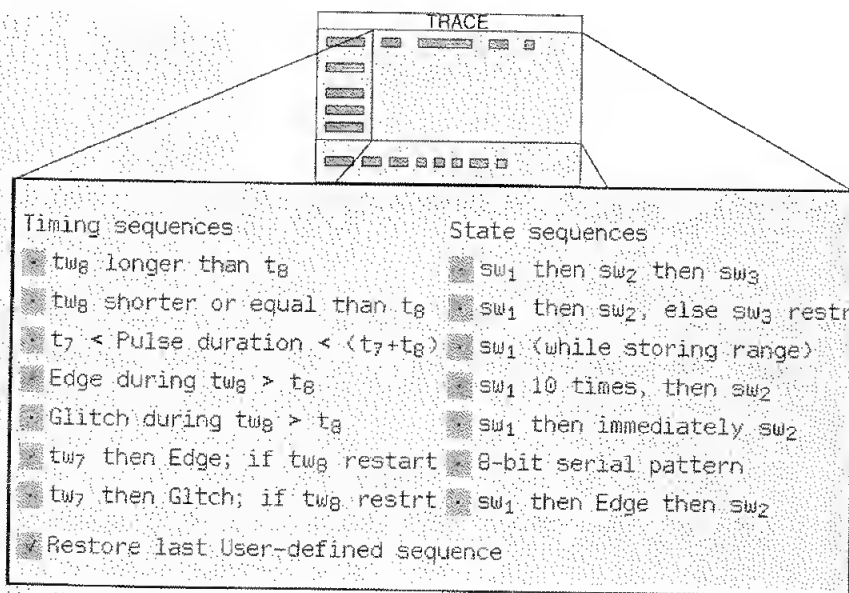 TRACE
Timing sequences
tw8 longer than t8
tw8 shorter or equal than t8
t7 < Pulse duration < (t7+t8)
Edge during tw8 > t8
Glitch during tw8 > t8
tw7 then Edge; if tw8 restart
tw7 then Gltch; if tw8 restrt
Restore last User-defined sequence
State sequences
sw1 then sw2 then sw3
sw1 then sw2, else sw3 restr
sw1 (while storing range)
sw1 10 times, then sw2
sw1 then immediately sw2
8-bit serial pattern
sw1 then Edge then sw2